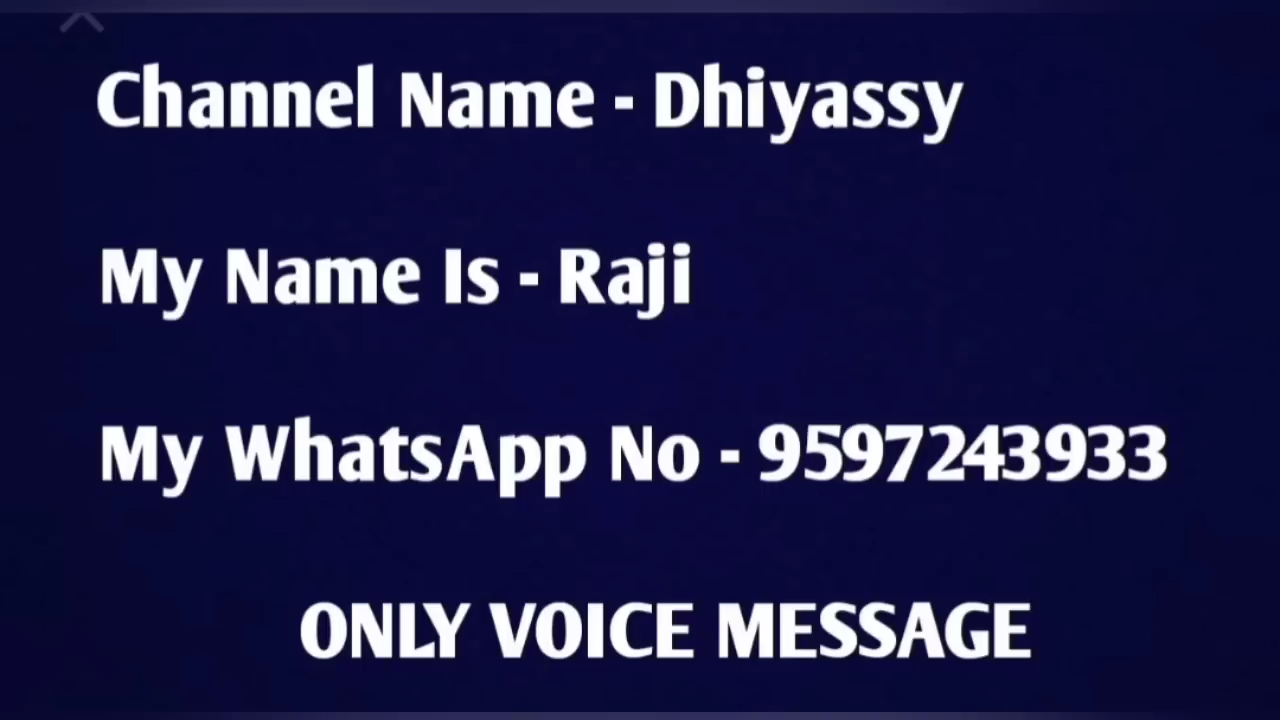 Channel Name - Dhiyassy
My Name Is - Raji
My WhatsApp No - 9597243933
ONLY VOICE MESSAGE